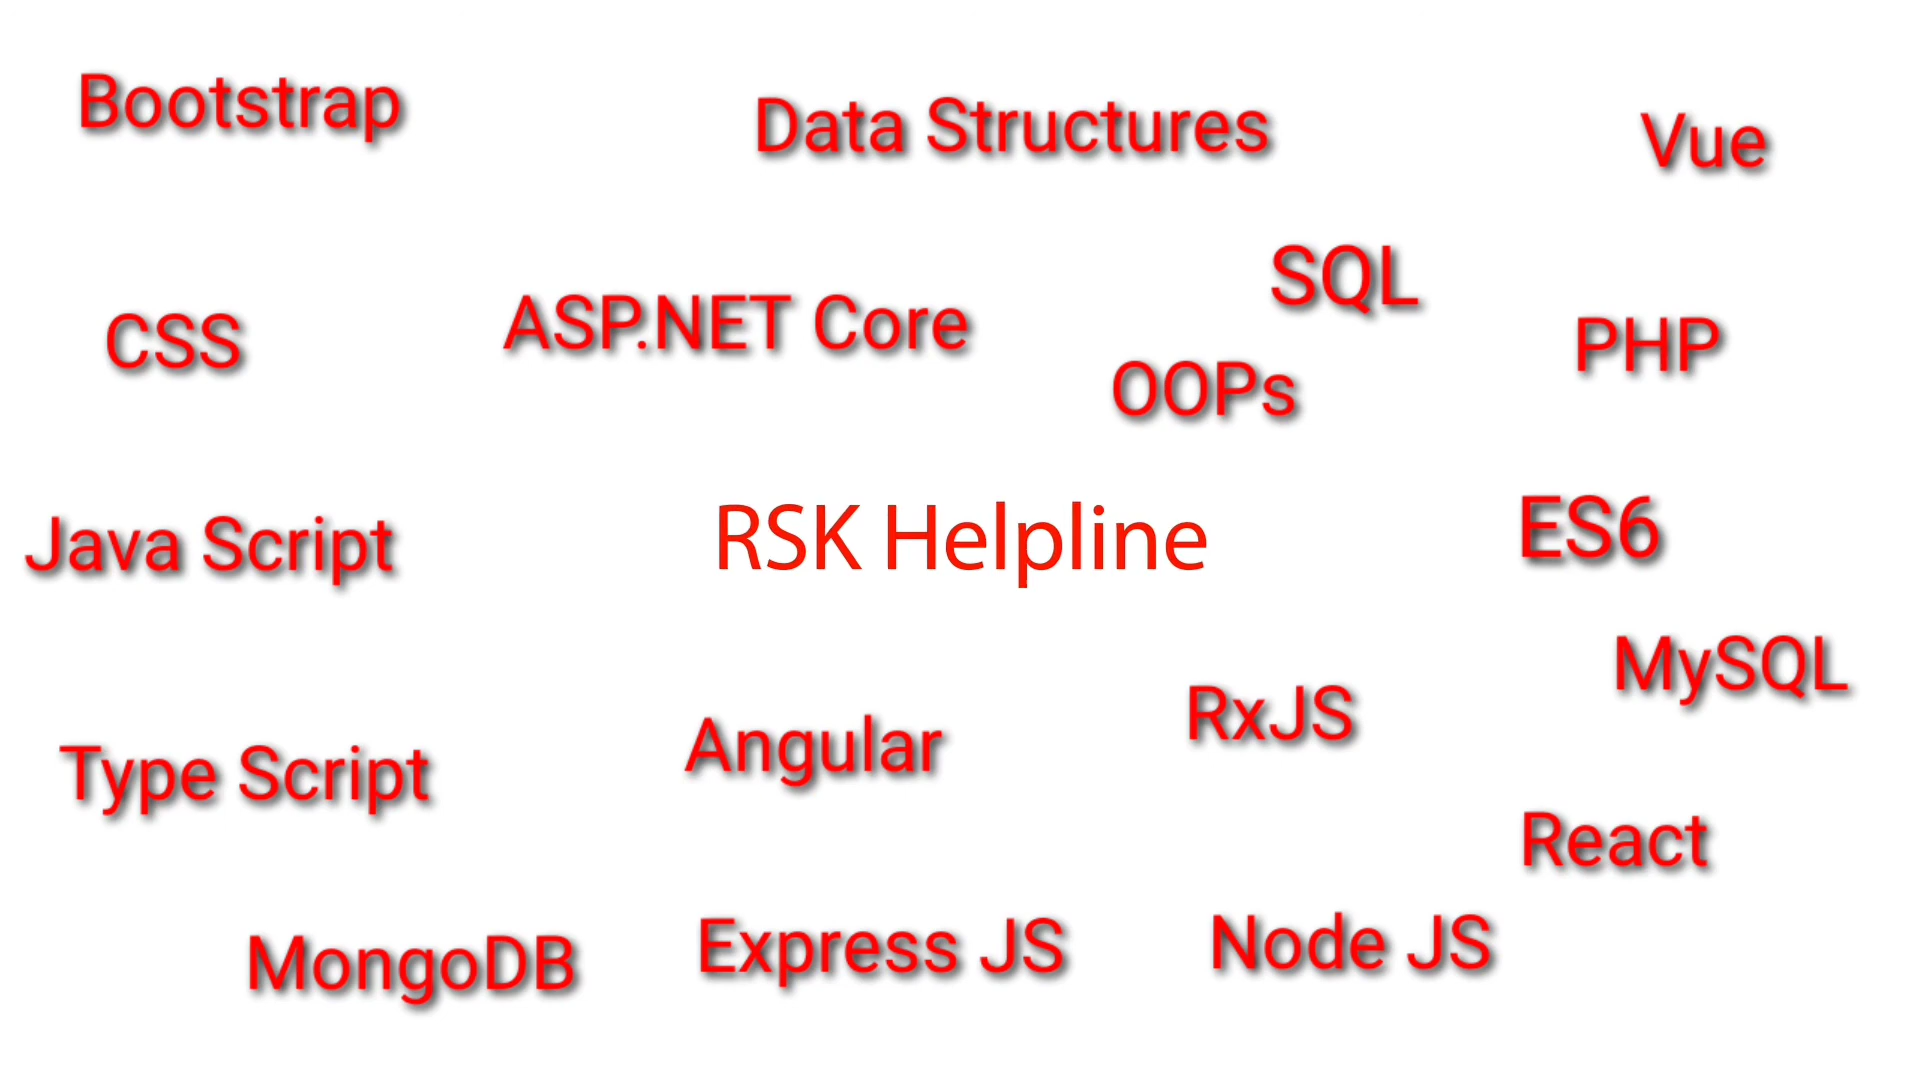 Bootstrap
Data Structures
Vue
SQL
CSS
ASP.NET Core
PHP
OOPs
Java Script
RSK Helpline
ES6
MySQL
RxJS
Angular
Type Script
React
Node JS
Express JS
MongoDB